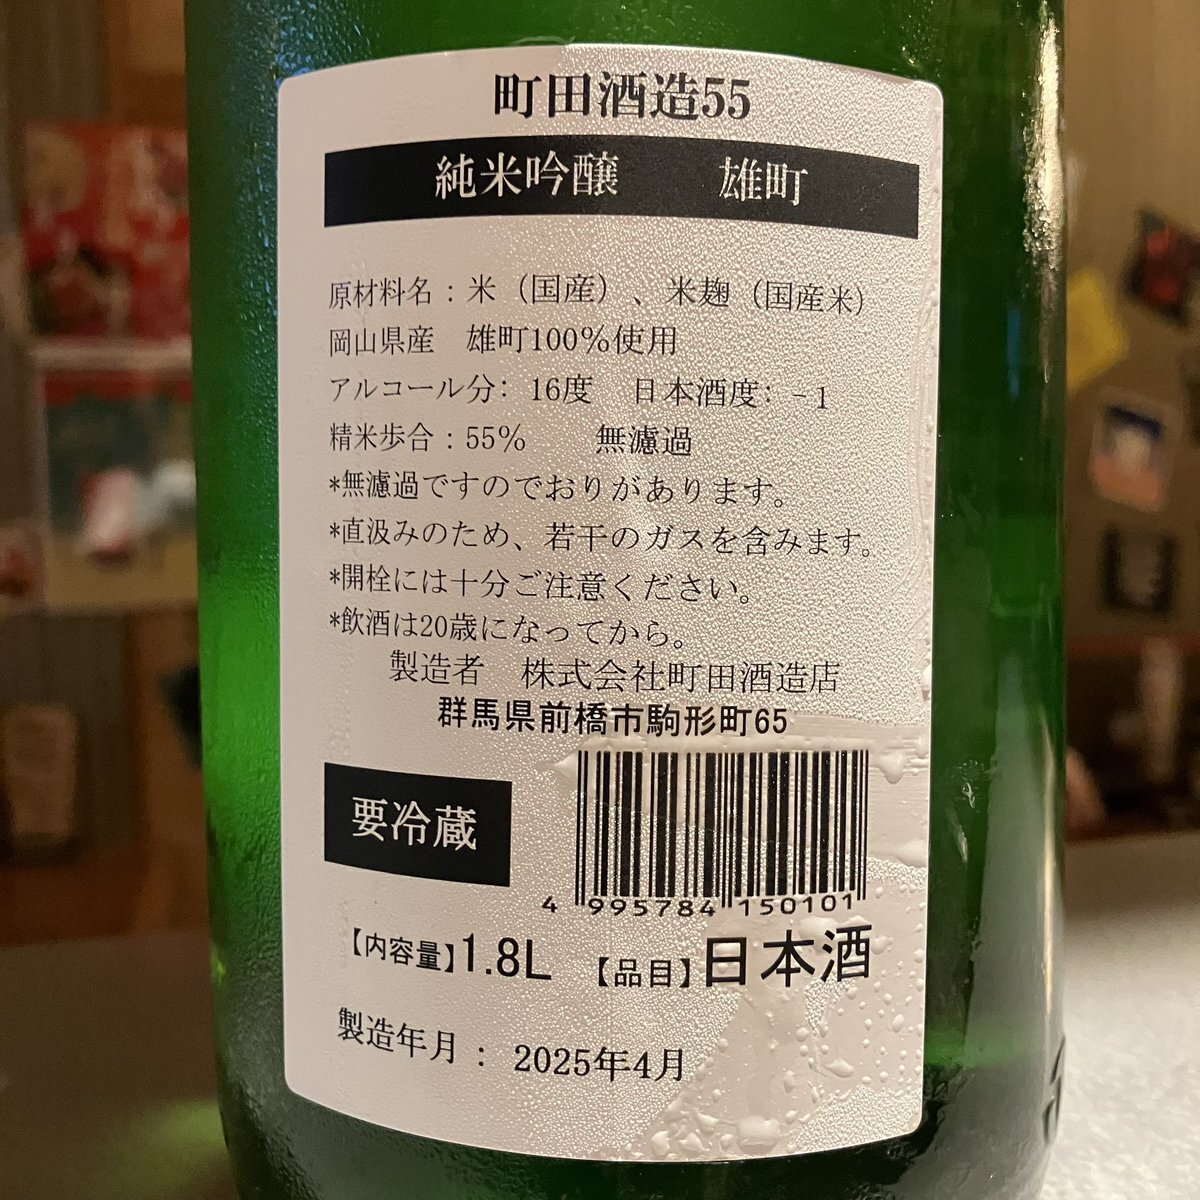 町田酒造55
純米吟醸 雄町
原材料名：米（国産）、米麹（国産米）
岡山県産 雄町100%使用
アルコール分：16度 日本酒度：-1
精米歩合：55% 無濾過
*無濾過ですのでおりがあります。
*直汲みのため、若干のガスを含みます。
*開栓には十分ご注意ください。
*飲酒は20歳になってから。
製造者 株式会社町田酒造店
群馬県前橋市駒形町65
要冷蔵
4 995784 150101
【内容量】1.8L 【品目】日本酒
製造年月：2025年4月